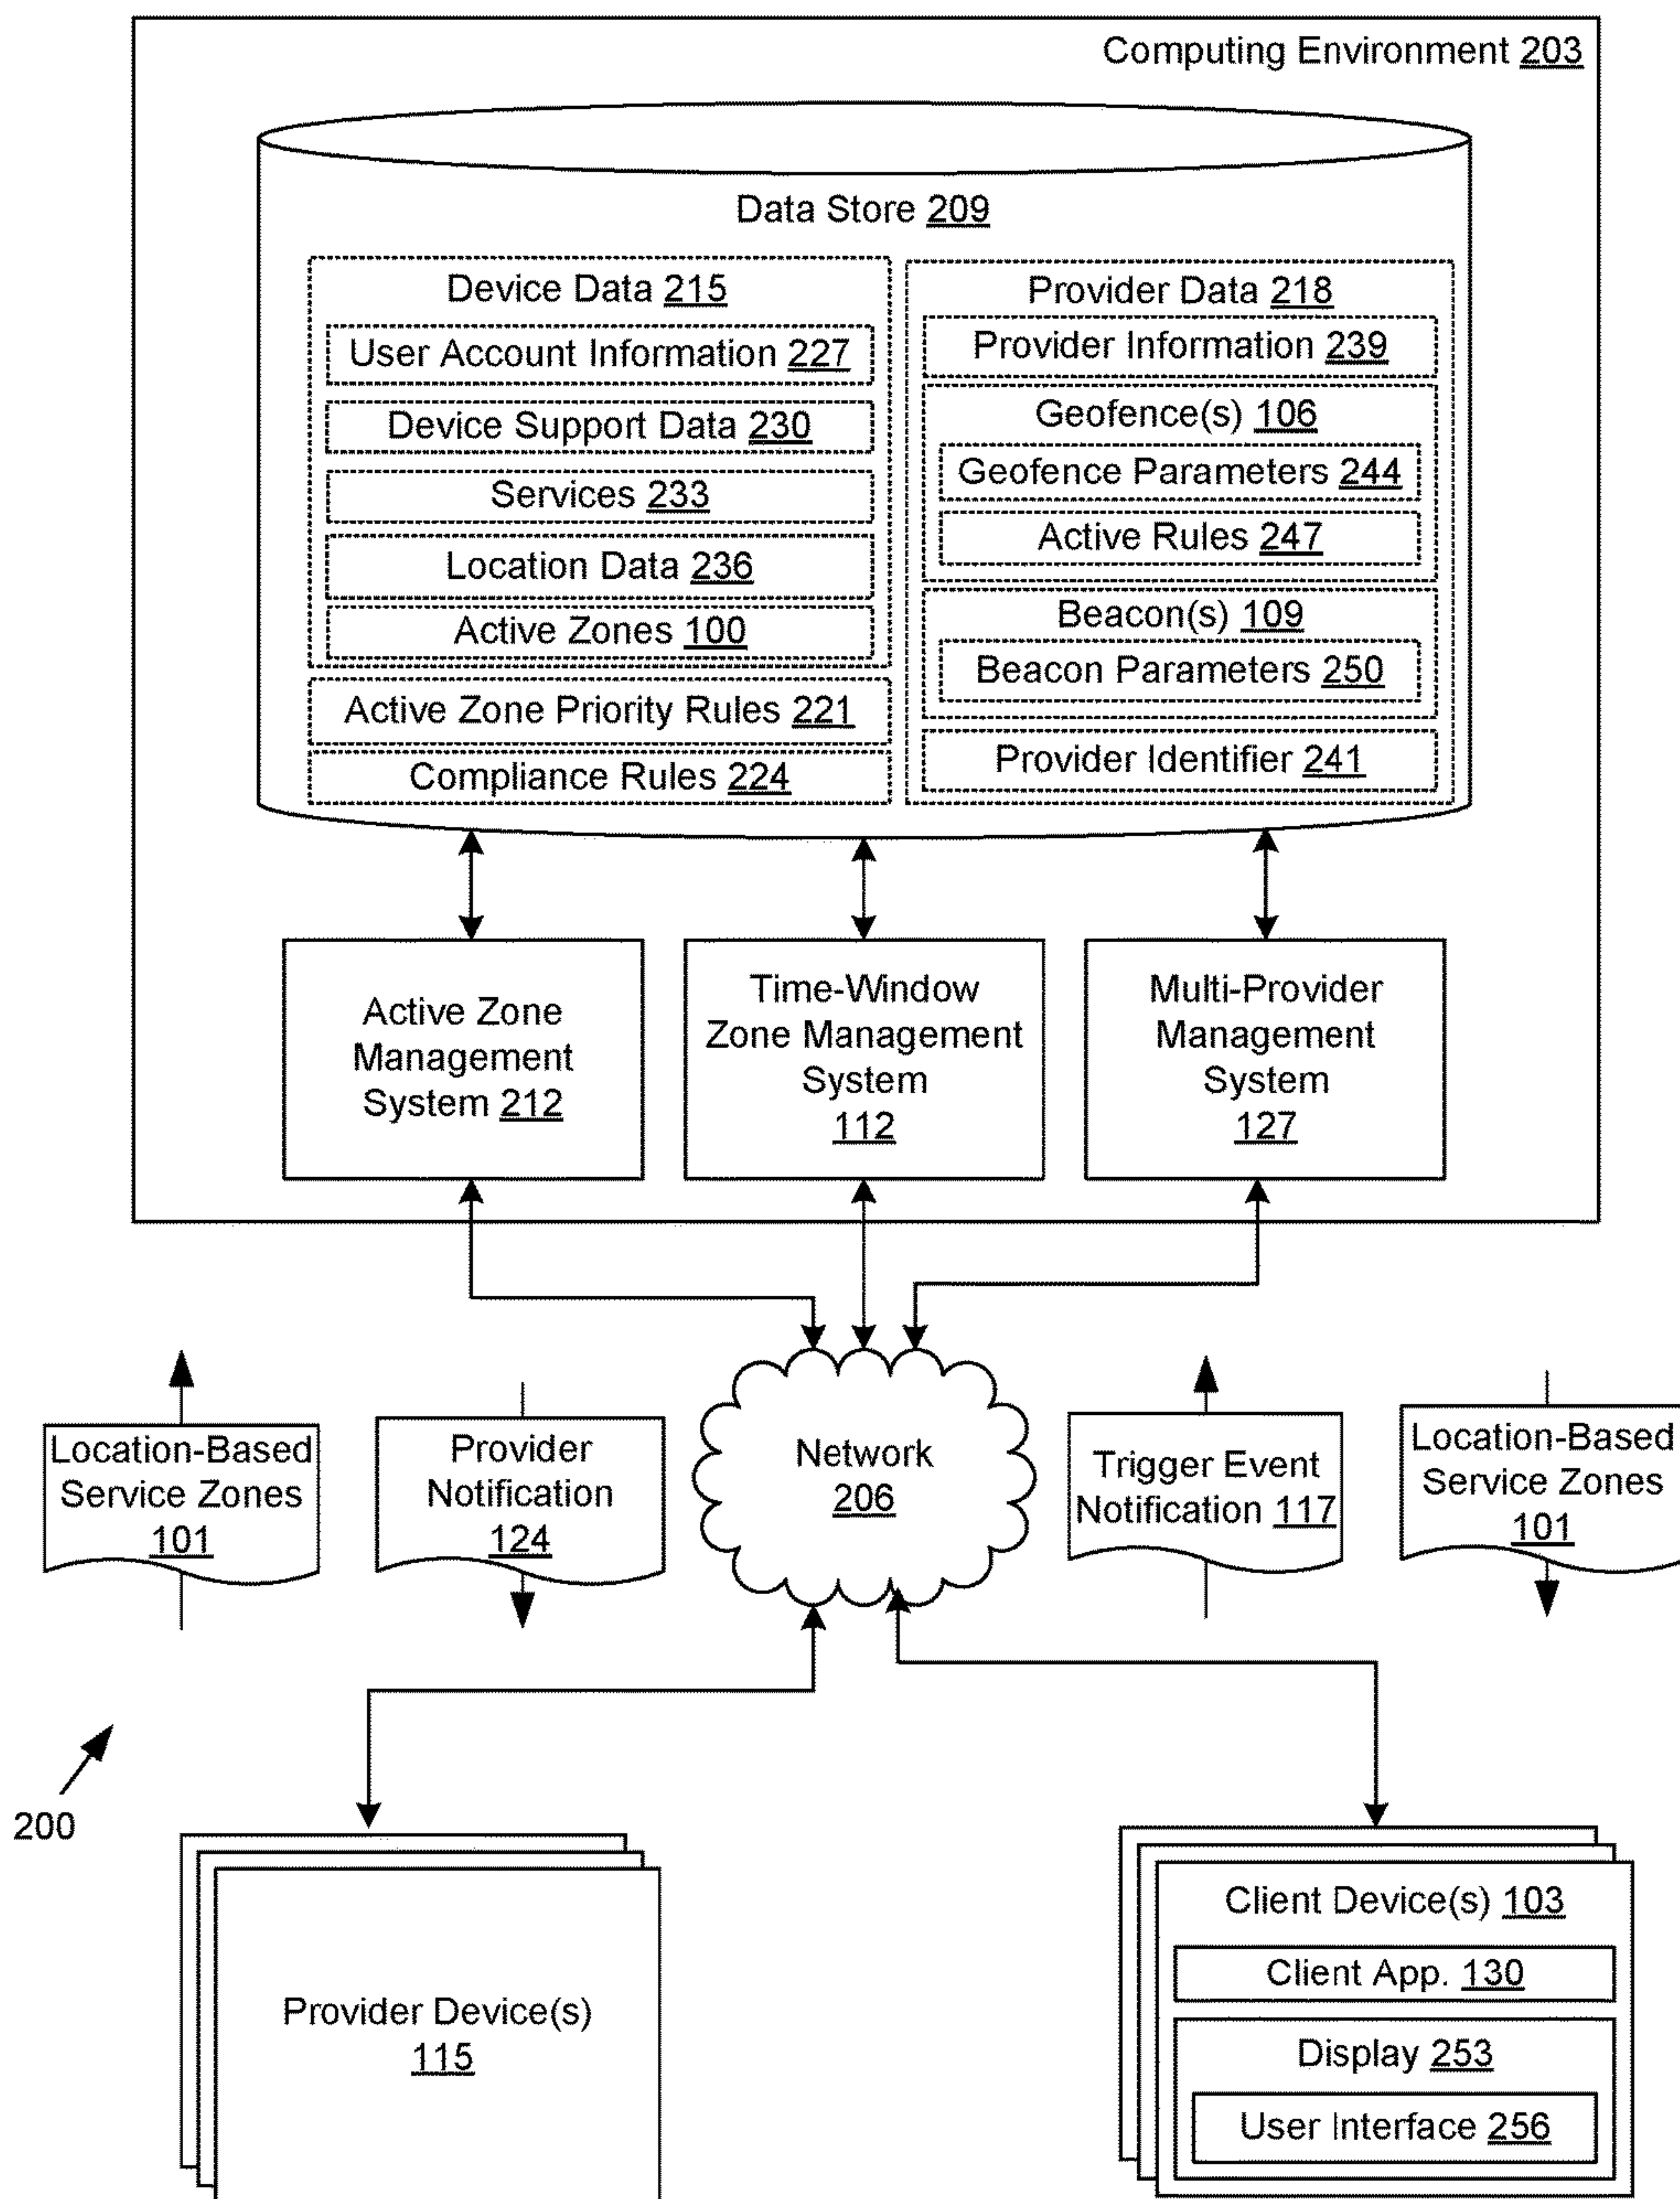 Computing Environment 203
Data Store 209
Device Data 215
User Account Information 227
Device Support Data 230
Services 233
Location Data 236
Active Zones 100
Active Zone Priority Rules 221
Compliance Rules 224
Provider Data 218
Provider Information 239
Geofence(s) 106
Geofence Parameters 244
Active Rules 247
Beacon(s) 109
Beacon Parameters 250
Provider Identifier 241
Active Zone
Management
System 212
Time-Window
Zone Management
System
112
Multi-Provider
Management
System
127
Location-Based
Service Zones
101
Provider
Notification
124
Network
206
Trigger Event
Notification 117
Location-Based
Service Zones
101
200
Provider Device(s)
115
Client Device(s) 103
Client App. 130
Display 253
User Interface 256